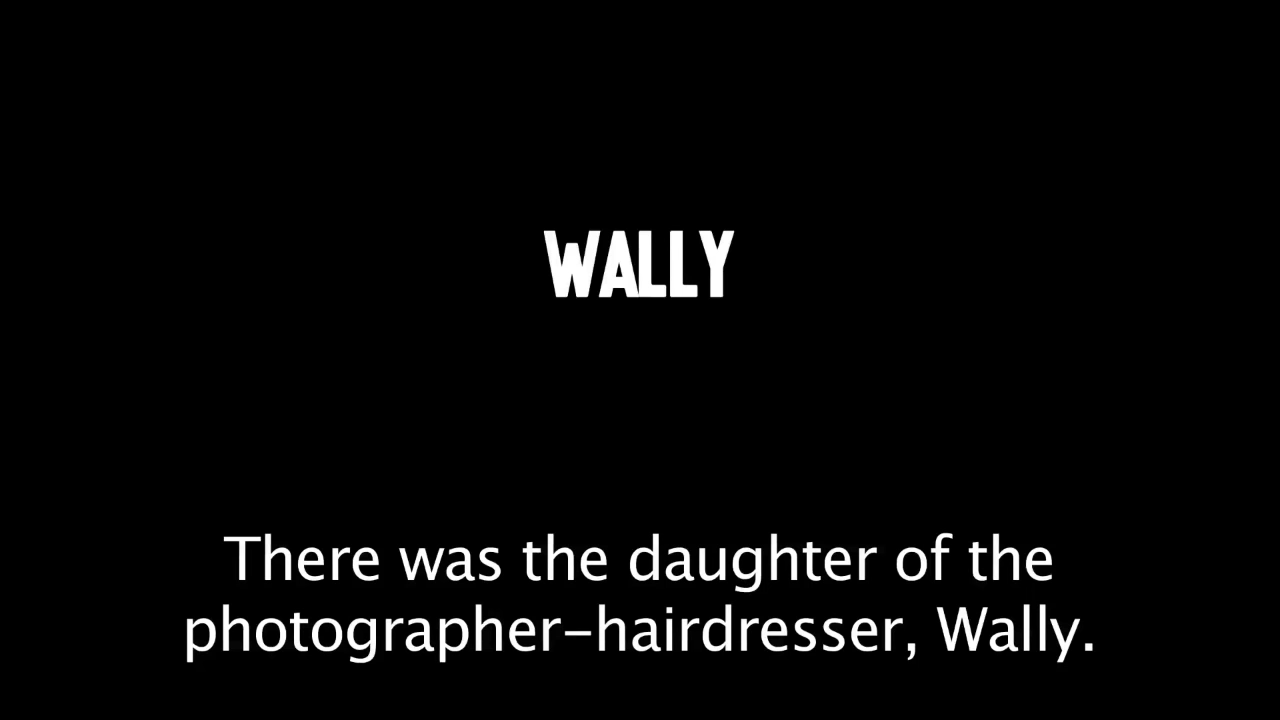 WALLY
There was the daughter of the
photographer-hairdresser, Wally.